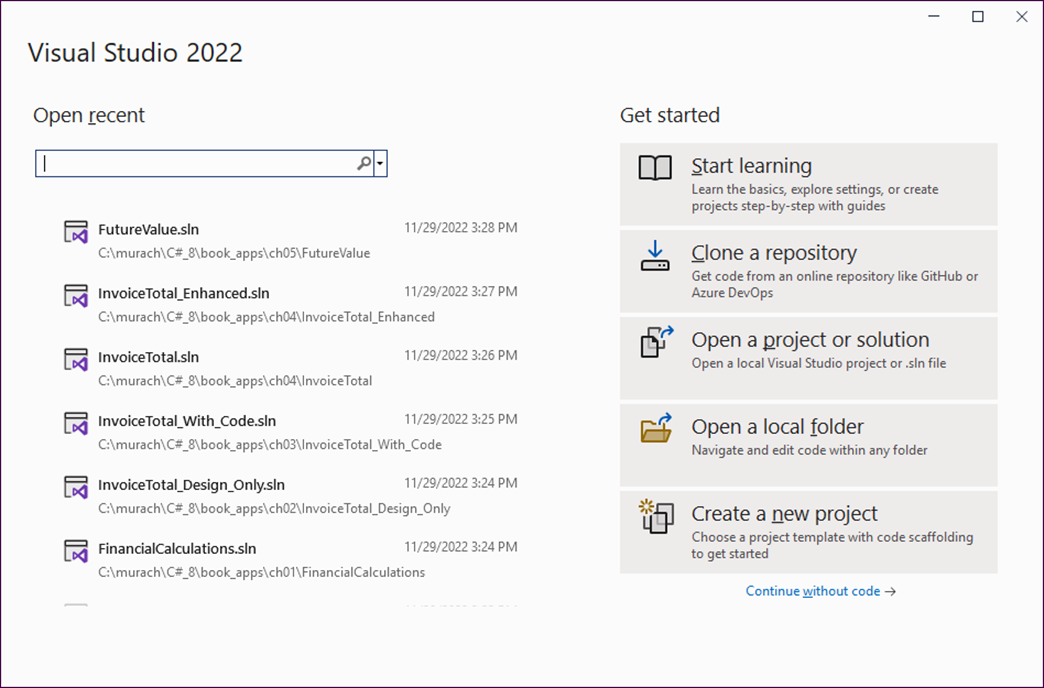 Visual Studio 2022
Open recent
FutureValue.sln 11/29/2022 3:28 PM
C:\murach\C#_8\book_apps\ch05\FutureValue
InvoiceTotal_Enhanced.sln 11/29/2022 3:27 PM
C:\murach\C#_8\book_apps\ch04\InvoiceTotal_Enhanced
InvoiceTotal.sln 11/29/2022 3:26 PM
C:\murach\C#_8\book_apps\ch04\InvoiceTotal
InvoiceTotal_With_Code.sln 11/29/2022 3:25 PM
C:\murach\C#_8\book_apps\ch03\InvoiceTotal_With_Code
InvoiceTotal_Design_Only.sln 11/29/2022 3:24 PM
C:\murach\C#_8\book_apps\ch02\InvoiceTotal_Design_Only
FinancialCalculations.sln 11/29/2022 3:24 PM
C:\murach\C#_8\book_apps\ch01\FinancialCalculations
Get started
Start learning
Learn the basics, explore settings, or create
projects step-by-step with guides
Clone a repository
Get code from an online repository like GitHub or
Azure DevOps
Open a project or solution
Open a local Visual Studio project or .sln file
Open a local folder
Navigate and edit code within any folder
Create a new project
Choose a project template with code scaffolding
to get started
Continue without code →